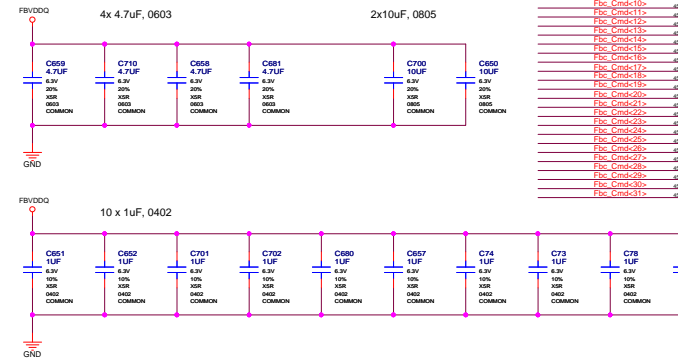 FBVDDQ
4x 4.7uF, 0603
2x10uF, 0805
C659
4.7UF
6.3V
20%
X5R
0603
COMMON
C710
4.7UF
6.3V
20%
X5R
0603
COMMON
C658
4.7UF
6.3V
20%
X5R
0603
COMMON
C681
4.7UF
6.3V
20%
X5R
0603
COMMON
C700
10UF
6.3V
20%
X5R
0805
COMMON
C650
10UF
6.3V
20%
X5R
0805
COMMON
GND
Fbc_Cmd<10>
Fbc_Cmd<11>
Fbc_Cmd<12>
Fbc_Cmd<13>
Fbc_Cmd<14>
Fbc_Cmd<15>
Fbc_Cmd<16>
Fbc_Cmd<17>
Fbc_Cmd<18>
Fbc_Cmd<19>
Fbc_Cmd<20>
Fbc_Cmd<21>
Fbc_Cmd<22>
Fbc_Cmd<23>
Fbc_Cmd<24>
Fbc_Cmd<25>
Fbc_Cmd<26>
Fbc_Cmd<27>
Fbc_Cmd<28>
Fbc_Cmd<29>
Fbc_Cmd<30>
Fbc_Cmd<31>
FBVDDQ
10 x 1uF, 0402
C651
1UF
6.3V
10%
X5R
0402
COMMON
C652
1UF
6.3V
10%
X5R
0402
COMMON
C701
1UF
6.3V
10%
X5R
0402
COMMON
C702
1UF
6.3V
10%
X5R
0402
COMMON
C680
1UF
6.3V
10%
X5R
0402
COMMON
C657
1UF
6.3V
10%
X5R
0402
COMMON
C74
1UF
6.3V
10%
X5R
0402
COMMON
C73
1UF
6.3V
10%
X5R
0402
COMMON
C78
1UF
6.3V
10%
X5R
0402
COMMON
GND